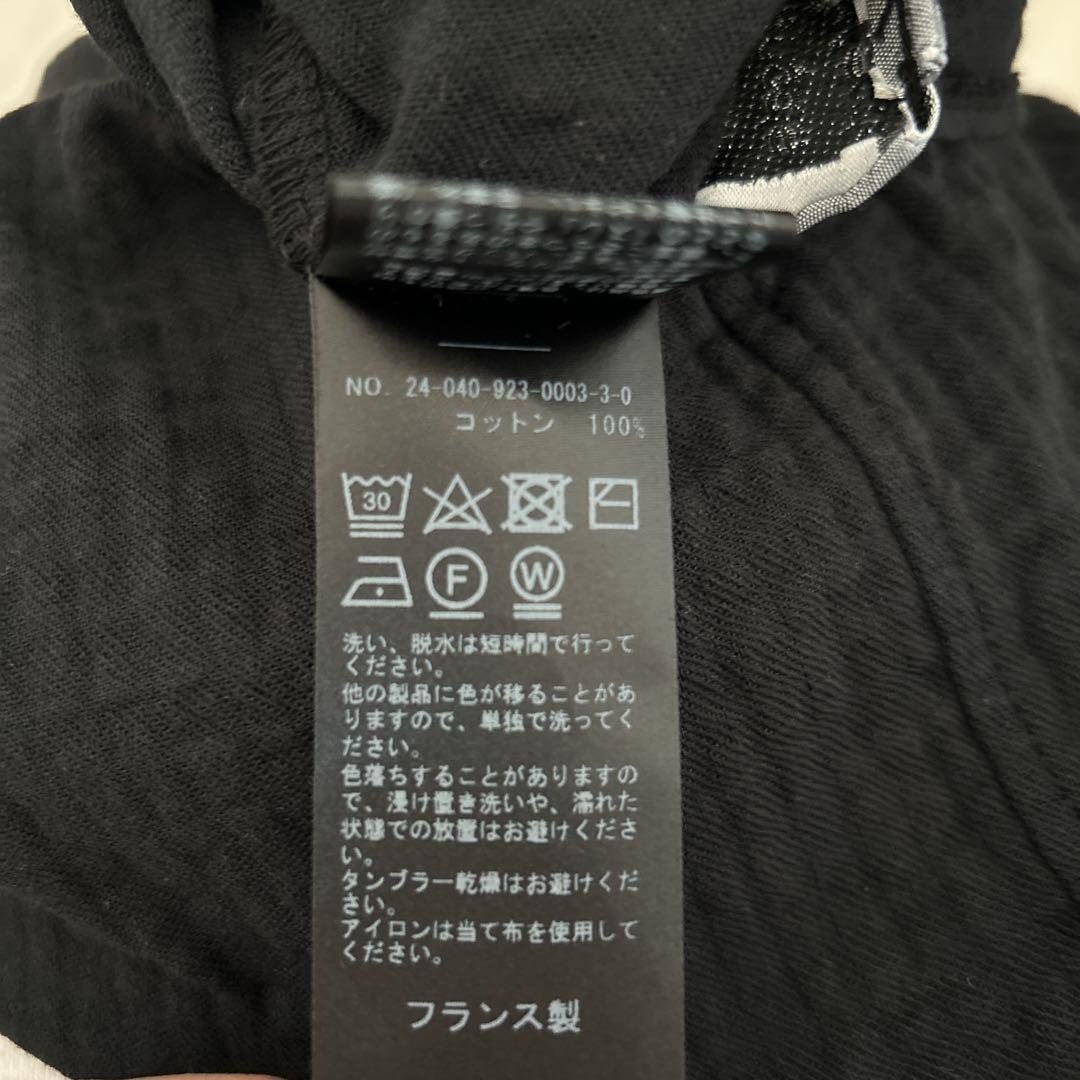 NO. 24-040-923-0003-3-0
コットン 100%
30
F W
洗い、脱水は短時間で行って
ください。
他の製品に色が移ることがあ
りますので、単独で洗ってく
ださい。
色落ちすることがありますの
で、浸け置き洗いや、濡れた
状態での放置はお避けくださ
い。
タンブラー乾燥はお避けくだ
さい。
アイロンは当て布を使用して
ください。
フランス製